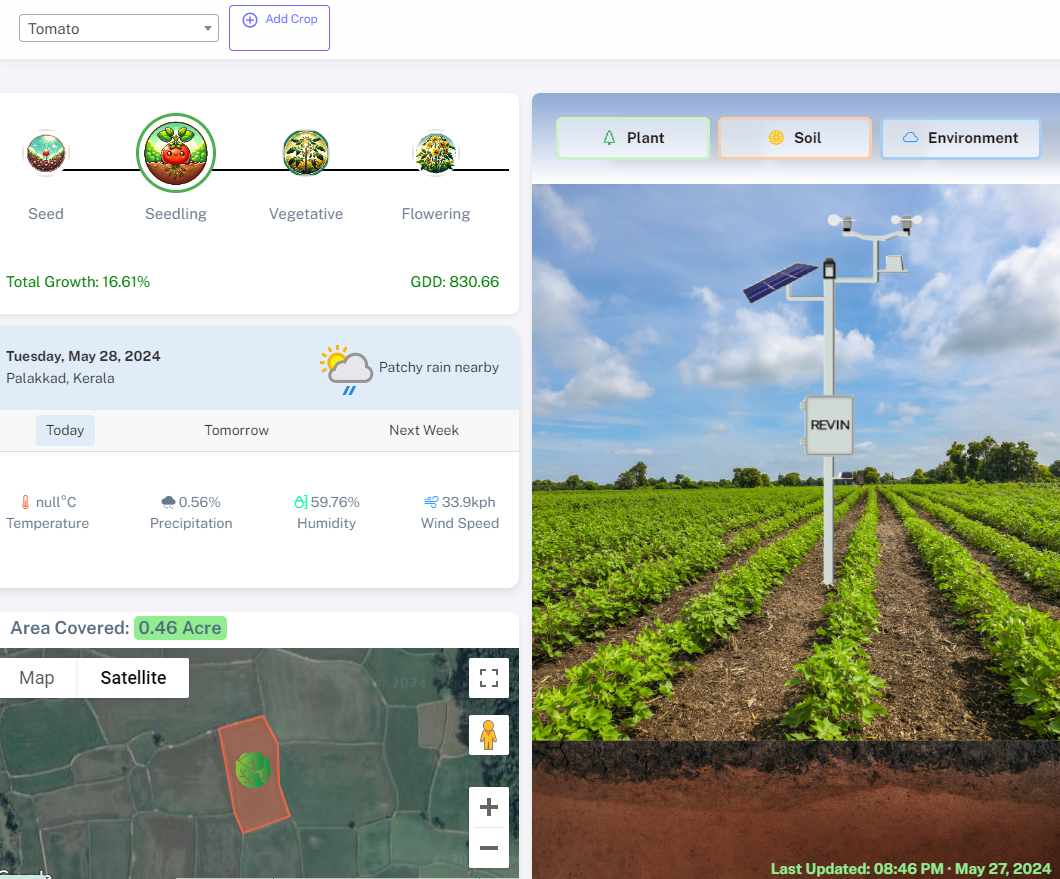 Tomato
Add Crop
Seed
Seedling
Vegetative
Flowering
Total Growth: 16.61%
GDD: 830.66
Tuesday, May 28, 2024
Palakkad, Kerala
Patchy rain nearby
Today
Tomorrow
Next Week
null°C
Temperature
0.56%
Precipitation
59.76%
Humidity
33.9kph
Wind Speed
Area Covered: 0.46 Acre
Map
Satellite
Plant
Soil
Environment
REVIN
Last Updated: 08:46 PM · May 27, 2024